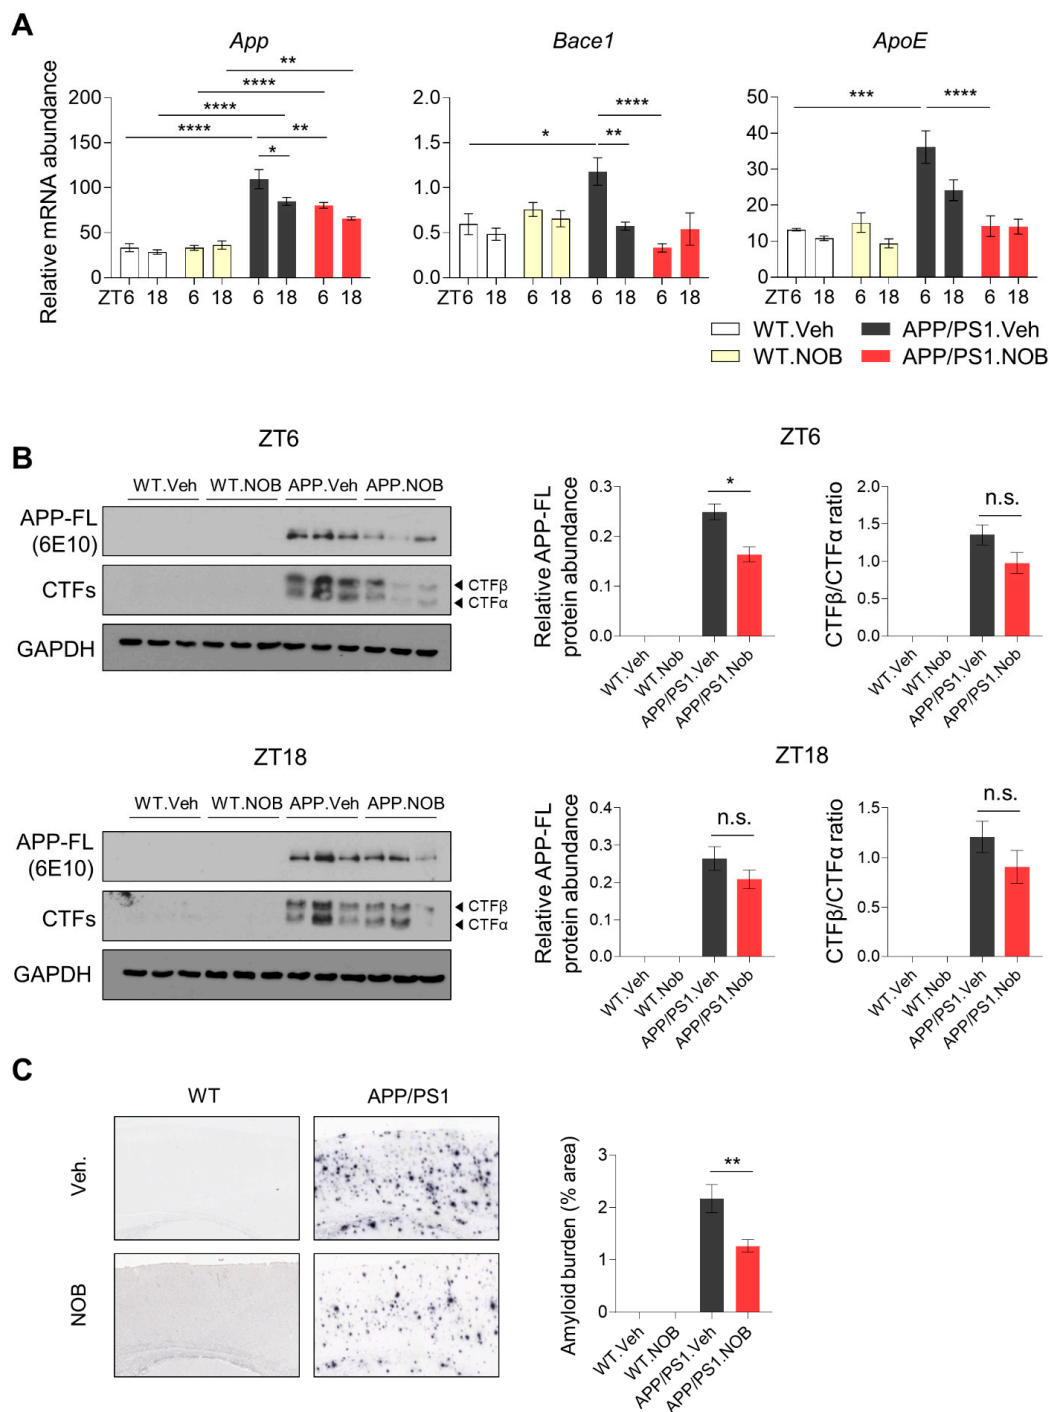 A
App
Bace1
ApoE
Relative mRNA abundance
200
150
100
50
0
**
****
****
****
**
*
ZT6 18 6 18 6 18 6 18
2.0
1.5
1.0
0.5
0.0
****
*
**
ZT6 18 6 18 6 18 6 18
50
40
30
20
10
0
***
****
ZT6 18 6 18 6 18 6 18
WT.Veh
APP/PS1.Veh
WT.NOB
APP/PS1.NOB
B
ZT6
WT.Veh WT.NOB APP.Veh APP.NOB
APP-FL
(6E10)
CTFs
◄ CTFβ
◄ CTFα
GAPDH
ZT6
Relative APP-FL
protein abundance
0.3
0.2
0.1
0.0
*
WT.Veh
WT.Nob
APP/PS1.Veh
APP/PS1.Nob
CTFβ/CTFα ratio
2.0
1.5
1.0
0.5
0.0
n.s.
WT.Veh
WT.Nob
APP/PS1.Veh
APP/PS1.Nob
ZT18
WT.Veh WT.NOB APP.Veh APP.NOB
APP-FL
(6E10)
CTFs
◄ CTFβ
◄ CTFα
GAPDH
ZT18
Relative APP-FL
protein abundance
0.4
0.3
0.2
0.1
0.0
n.s.
WT.Veh
WT.Nob
APP/PS1.Veh
APP/PS1.Nob
CTFβ/CTFα ratio
1.5
1.0
0.5
0.0
n.s.
WT.Veh
WT.Nob
APP/PS1.Veh
APP/PS1.Nob
C
WT
APP/PS1
Veh.
NOB
Amyloid burden (% area)
3
2
1
0
**
WT.Veh
WT.NOB
APP/PS1.Veh
APP/PS1.NOB